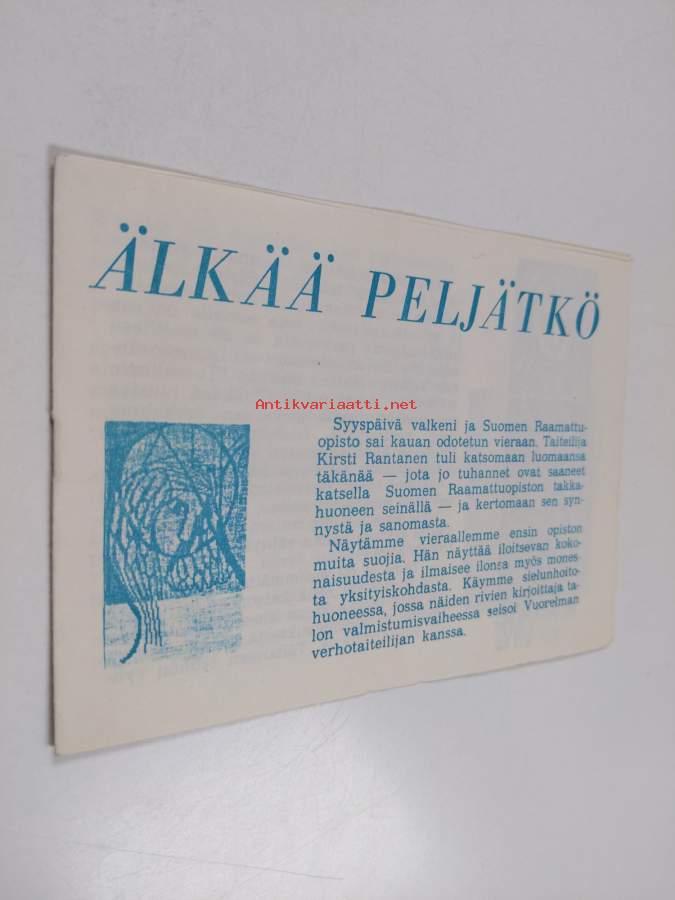 ÄLKÄÄ PELJÄTKÖ
Antikvariaatti.net
Syyspäivä valkeni ja Suomen Raamattu-
opisto sai kauan odotetun vieraan. Taiteilija
Kirsti Rantanen tuli katsomaan luomaansa
täkänää — jota jo tuhannet ovat saaneet
katsella Suomen Raamattuopiston takka-
huoneen seinällä — ja kertomaan sen syn-
nystä ja sanomasta.
Näytämme vieraallemme ensin opiston
muita suojia. Hän näyttää iloitsevan koko-
naisuudesta ja ilmaisee ilonsa myös mones-
ta yksityiskohdasta. Käymme sielunhoito-
huoneessa, jossa näiden rivien kirjoittaja ta-
lon valmistumisvaiheessa seisoi Vuorelman
verhotaiteilijan kanssa.